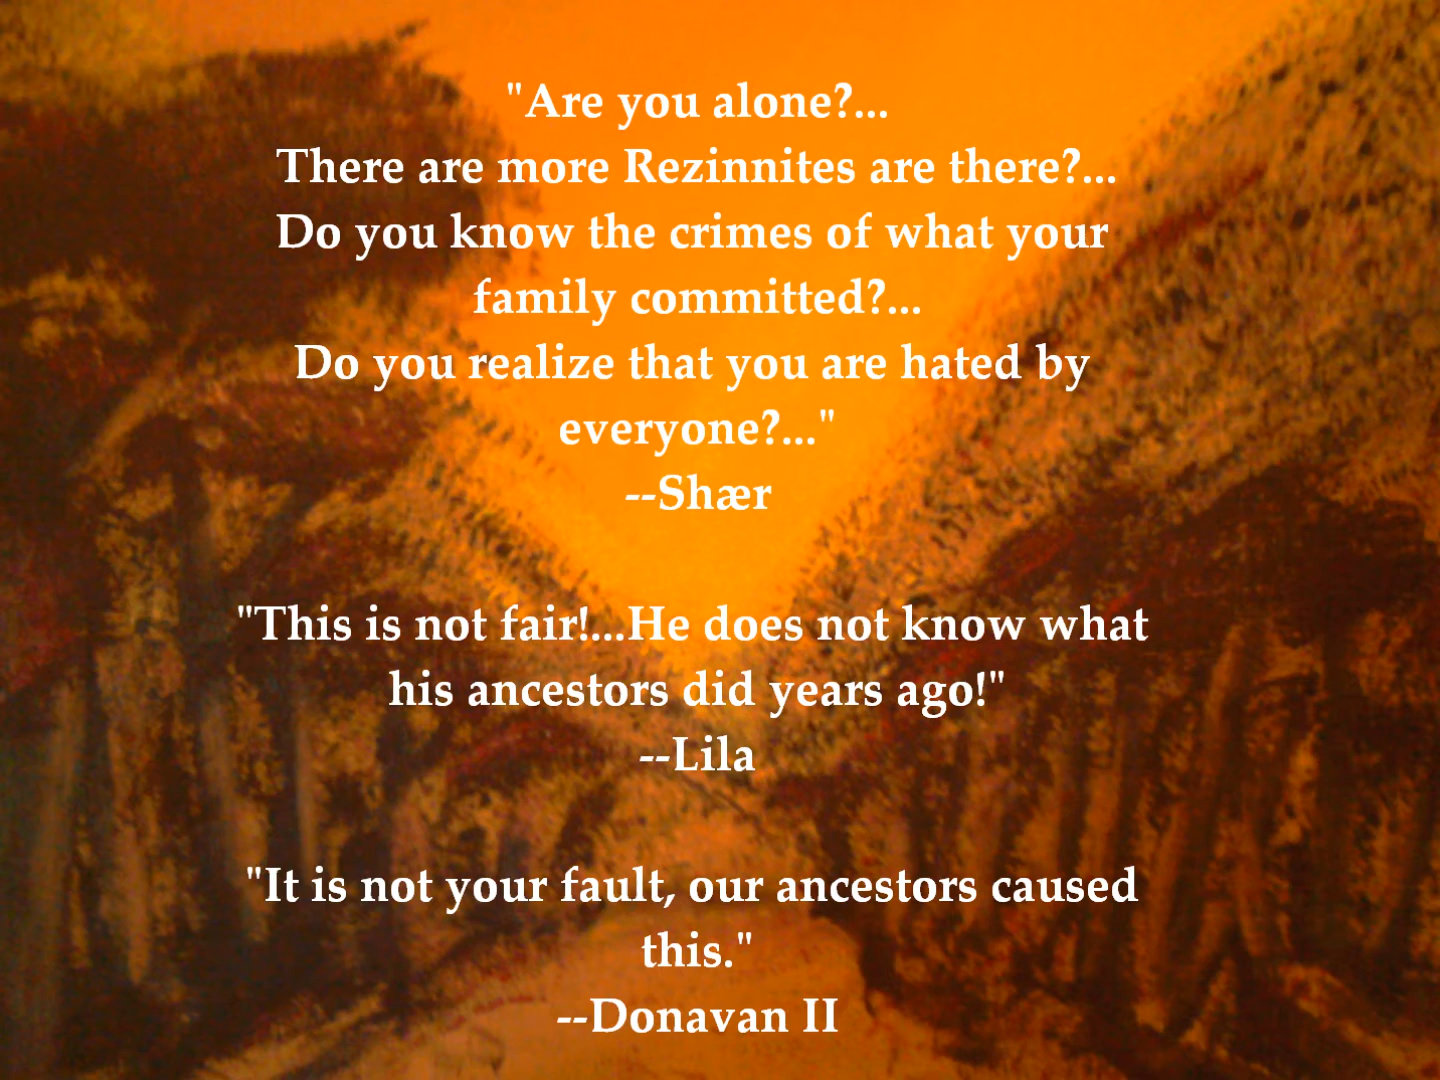 "Are you alone?...
There are more Rezinnites are there?...
Do you know the crimes of what your
family committed?...
Do you realize that you are hated by
everyone?..."
--Shær
"This is not fair!...He does not know what
his ancestors did years ago!"
--Lila
"It is not your fault, our ancestors caused
this."
--Donavan II